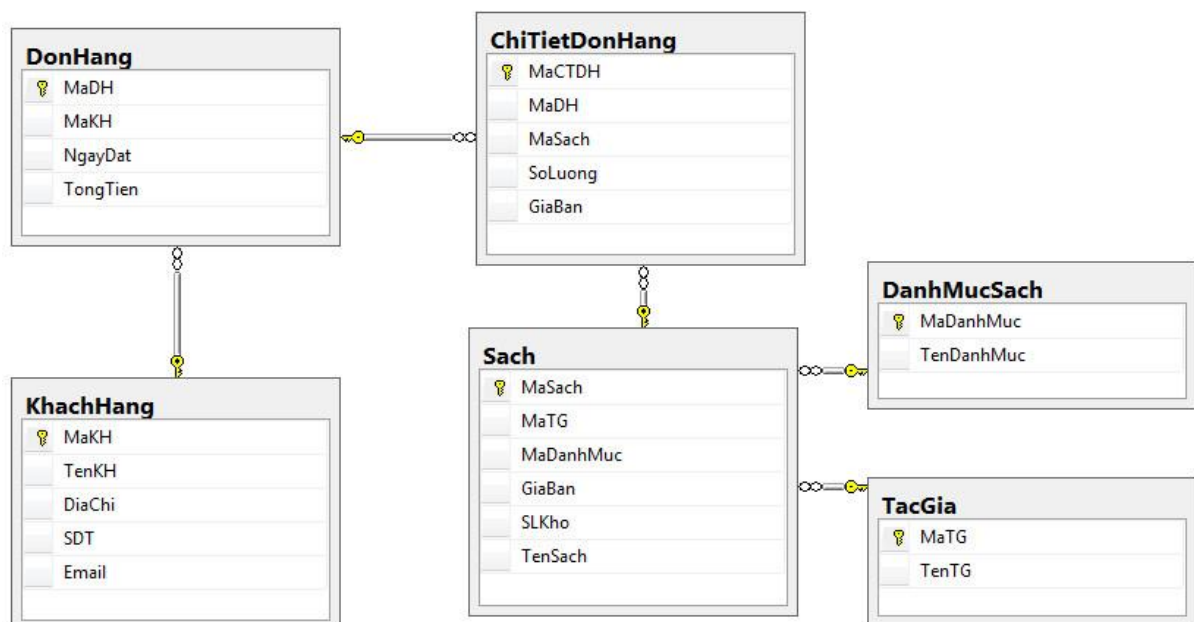 DonHang
MaDH
MaKH
NgayDat
TongTien
ChiTietDonHang
MaCTDH
MaDH
MaSach
SoLuong
GiaBan
KhachHang
MaKH
TenKH
DiaChi
SDT
Email
Sach
MaSach
MaTG
MaDanhMuc
GiaBan
SLKho
TenSach
DanhMucSach
MaDanhMuc
TenDanhMuc
TacGia
MaTG
TenTG